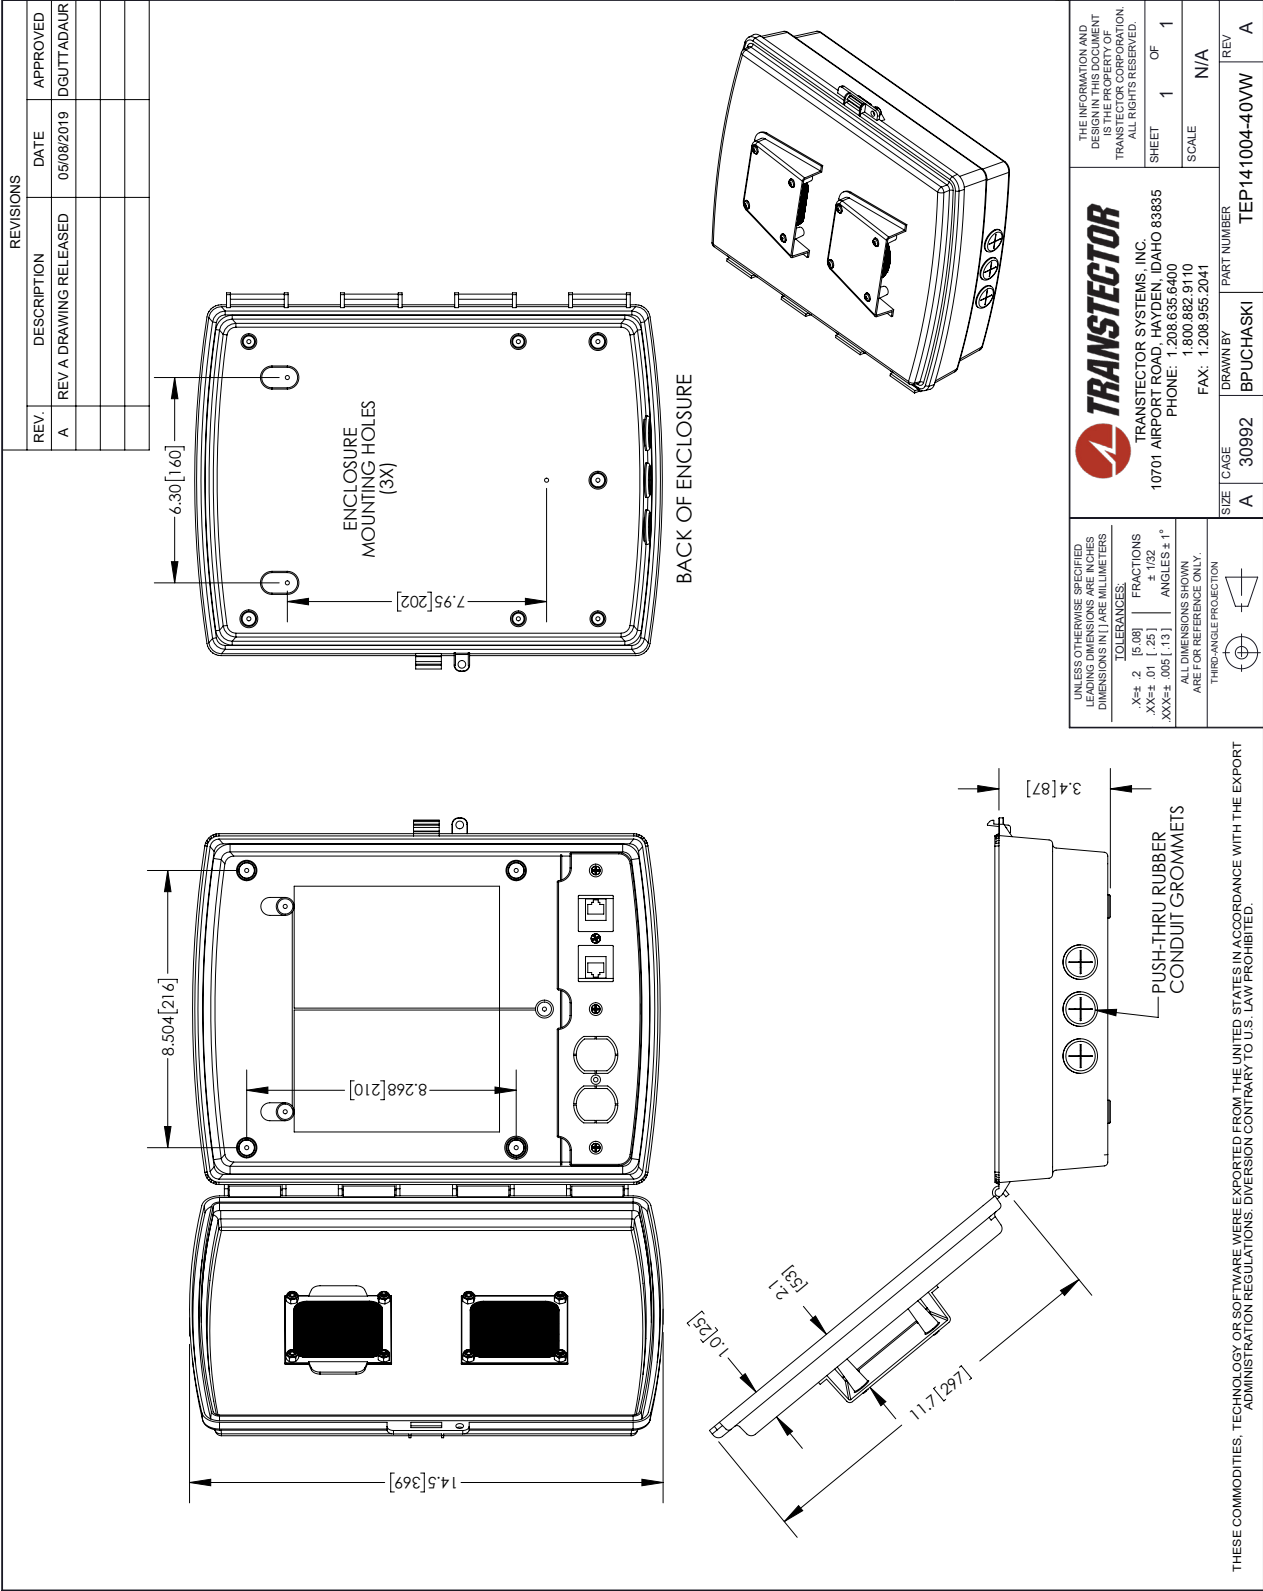 REVISIONS
REV. DESCRIPTION DATE APPROVED
A REV A DRAWING RELEASED 05/08/2019 DGUTTADAUR
8.504[216]
8.268[210]
14.5[369]
6.30[160]
7.95[202]
ENCLOSURE
MOUNTING HOLES
(3X)
BACK OF ENCLOSURE
1.0[25]
2.1
[53]
11.7[297]
3.4[87]
PUSH-THRU RUBBER
CONDUIT GROMMETS
THESE COMMODITIES, TECHNOLOGY OR SOFTWARE WERE EXPORTED FROM THE UNITED STATES IN ACCORDANCE WITH THE EXPORT
ADMINISTRATION REGULATIONS. DIVERSION CONTRARY TO U.S. LAW PROHIBITED.
UNLESS OTHERWISE SPECIFIED
LEADING DIMENSIONS ARE INCHES
DIMENSIONS IN [ ] ARE MILLIMETERS
TOLERANCES:
.X=± .2 [5.08] FRACTIONS
.XX=± .01 [ .25 ] ± 1/32
.XXX=± .005 [ .13 ] ANGLES ± 1°
ALL DIMENSIONS SHOWN
ARE FOR REFERENCE ONLY.
THIRD-ANGLE PROJECTION
TRANSTECTOR
TRANSTECTOR SYSTEMS, INC.
10701 AIRPORT ROAD, HAYDEN, IDAHO 83835
PHONE: 1.208.635.6400
1.800.882.9110
FAX: 1.208.955.2041
THE INFORMATION AND
DESIGN IN THIS DOCUMENT
IS THE PROPERTY OF
TRANSTECTOR CORPORATION.
ALL RIGHTS RESERVED.
SHEET 1 OF 1
SCALE N/A
SIZE A
CAGE 30992
DRAWN BY BPUCHASKI
PART NUMBER TEP141004-40VW
REV A